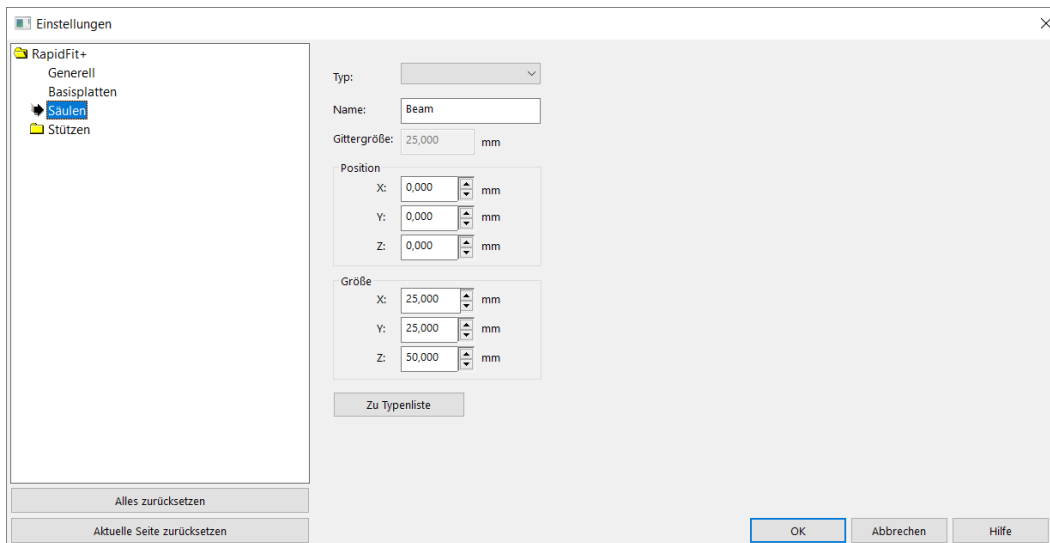 Einstellungen
RapidFit+
Generell
Basisplatten
Säulen
Stützen
Alles zurücksetzen
Aktuelle Seite zurücksetzen
Typ:
Name: Beam
Gittergröße: 25,000 mm
Position
X: 0,000 mm
Y: 0,000 mm
Z: 0,000 mm
Größe
X: 25,000 mm
Y: 25,000 mm
Z: 50,000 mm
Zu Typenliste
OK Abbrechen Hilfe